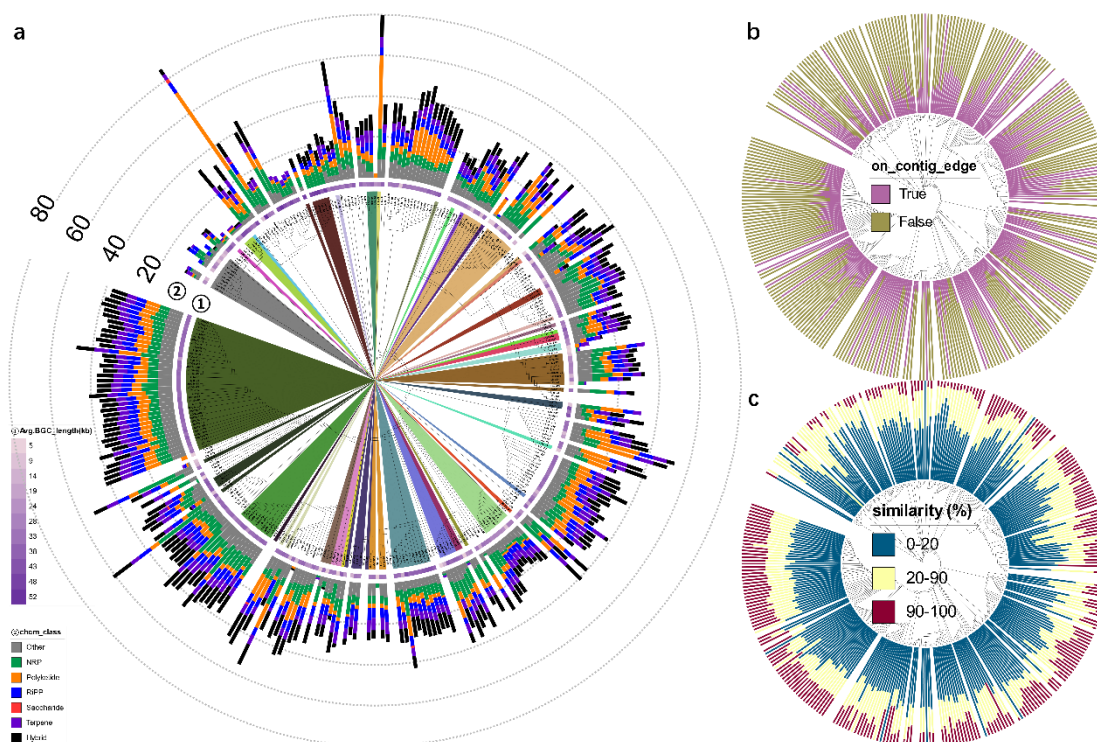 a
80
60
40
20
②
①
①Avg.BGC_length(kb)
5
9
14
19
24
28
33
38
43
48
52
②chem_class
Other
NRP
Polyketide
RiPP
Saccharide
Terpene
Hybrid
b
on_contig_edge
True
False
c
similarity (%)
0-20
20-90
90-100